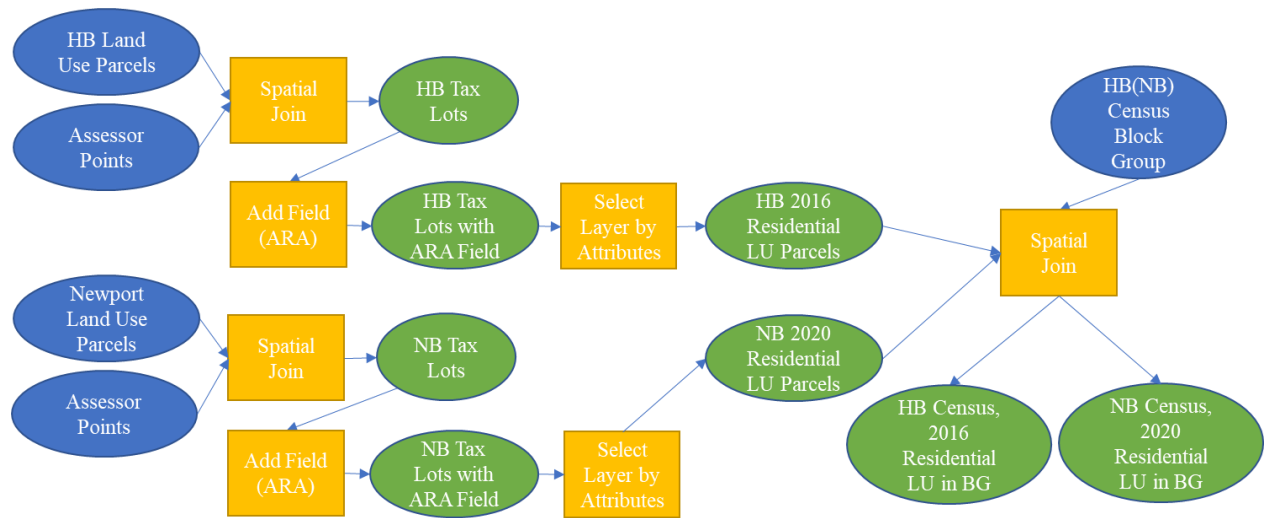 HB Land
Use Parcels
Assessor
Points
Spatial
Join
HB Tax
Lots
HB(NB)
Census
Block
Group
Add Field
(ARA)
HB Tax
Lots with
ARA Field
Select
Layer by
Attributes
HB 2016
Residential
LU Parcels
Spatial
Join
Newport
Land Use
Parcels
Assessor
Points
Spatial
Join
NB Tax
Lots
NB 2020
Residential
LU Parcels
Add Field
(ARA)
NB Tax
Lots with
ARA Field
Select
Layer by
Attributes
HB Census,
2016
Residential
LU in BG
NB Census,
2020
Residential
LU in BG